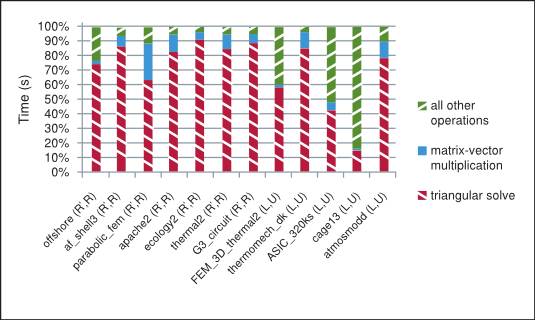 100%
90%
80%
70%
60%
50%
40%
30%
20%
10%
0%
Time (s)
offshore (R',R)
af_shell3 (R',R)
parabolic_fem (R',R)
apache2 (R',R)
ecology2 (R',R)
thermal2 (R',R)
G3_circuit (R',R)
FEM_3D_thermal2 (L,U)
thermomech_dk (L,U)
ASIC_320ks (L,U)
cage13 (L,U)
atmosmodd (L,U)
all other
operations
matrix-vector
multiplication
triangular solve